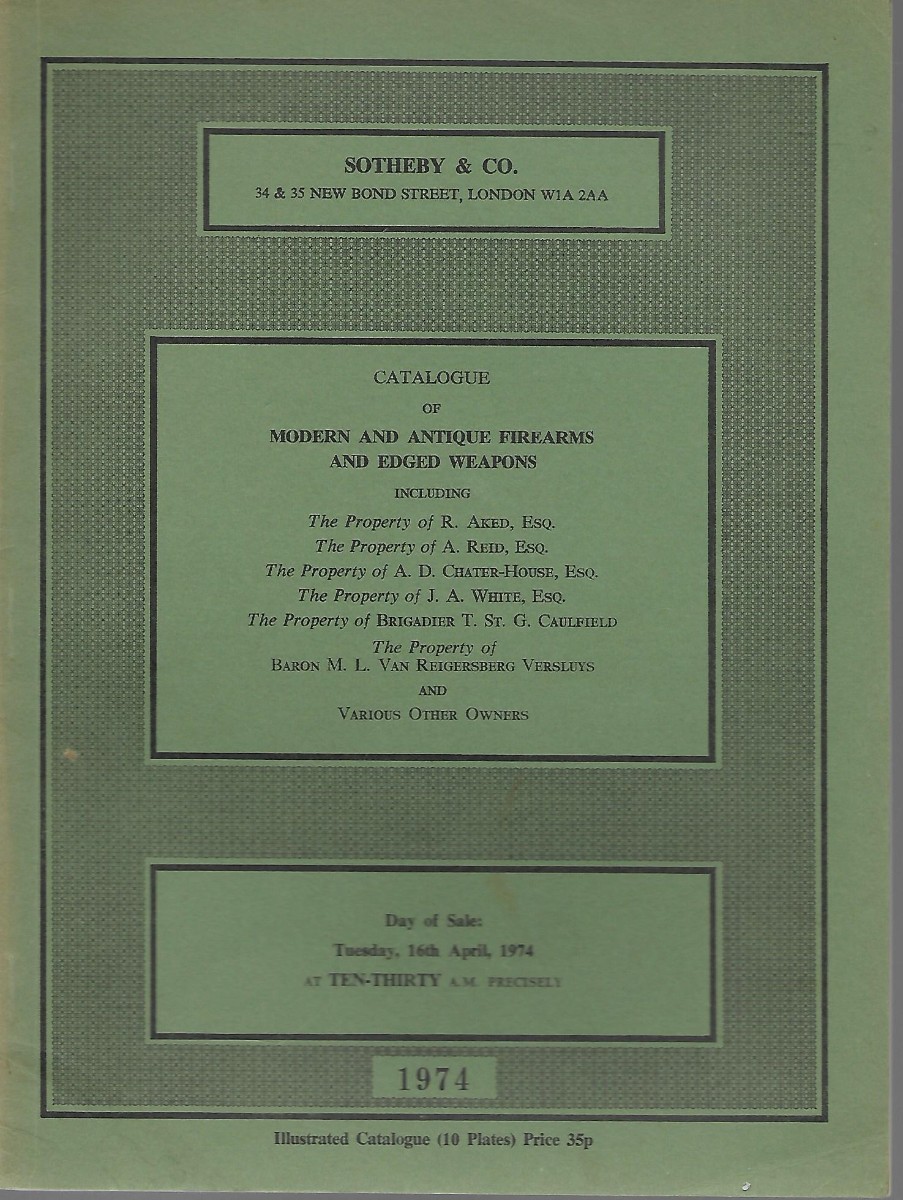 SOTHEBY & CO.
34 & 35 NEW BOND STREET, LONDON W1A 2AA
CATALOGUE
OF
MODERN AND ANTIQUE FIREARMS
AND EDGED WEAPONS
INCLUDING
The Property of R. AKED, ESQ.
The Property of A. REID, ESQ.
The Property of A. D. CHATER-HOUSE, ESQ.
The Property of J. A. WHITE, ESQ.
The Property of BRIGADIER T. ST. G. CAULFIELD
The Property of
BARON M. L. VAN REIGERSBERG VERSLUYS
AND
VARIOUS OTHER OWNERS
Day of Sale:
Tuesday, 16th April, 1974
AT TEN-THIRTY A.M. PRECISELY
1974
Illustrated Catalogue (10 Plates) Price 35p